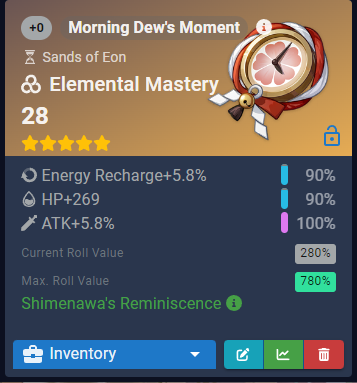 +0 Morning Dew's Moment i
Sands of Eon
Elemental Mastery
28
Energy Recharge+5.8% 90%
HP+269 90%
ATK+5.8% 100%
Current Roll Value 280%
Max. Roll Value 780%
Shimenawa's Reminiscence i
Inventory